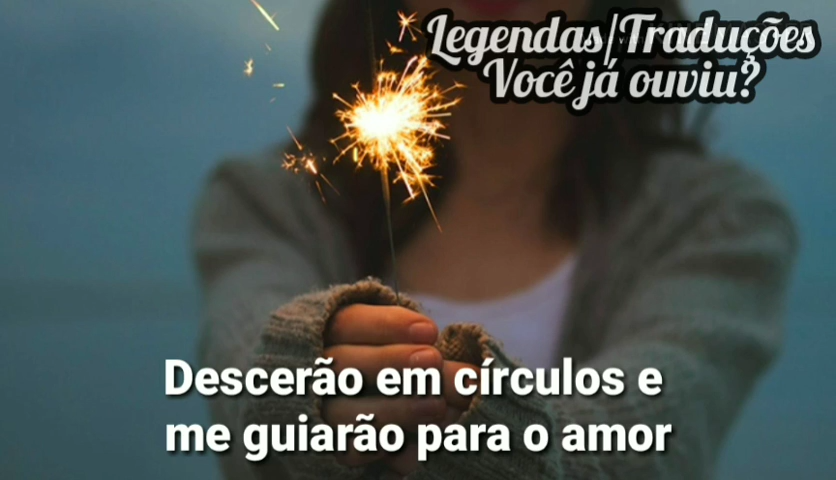 Legendas/Traduções
Você já ouviu?
Descerão em círculos e
me guiarão para o amor